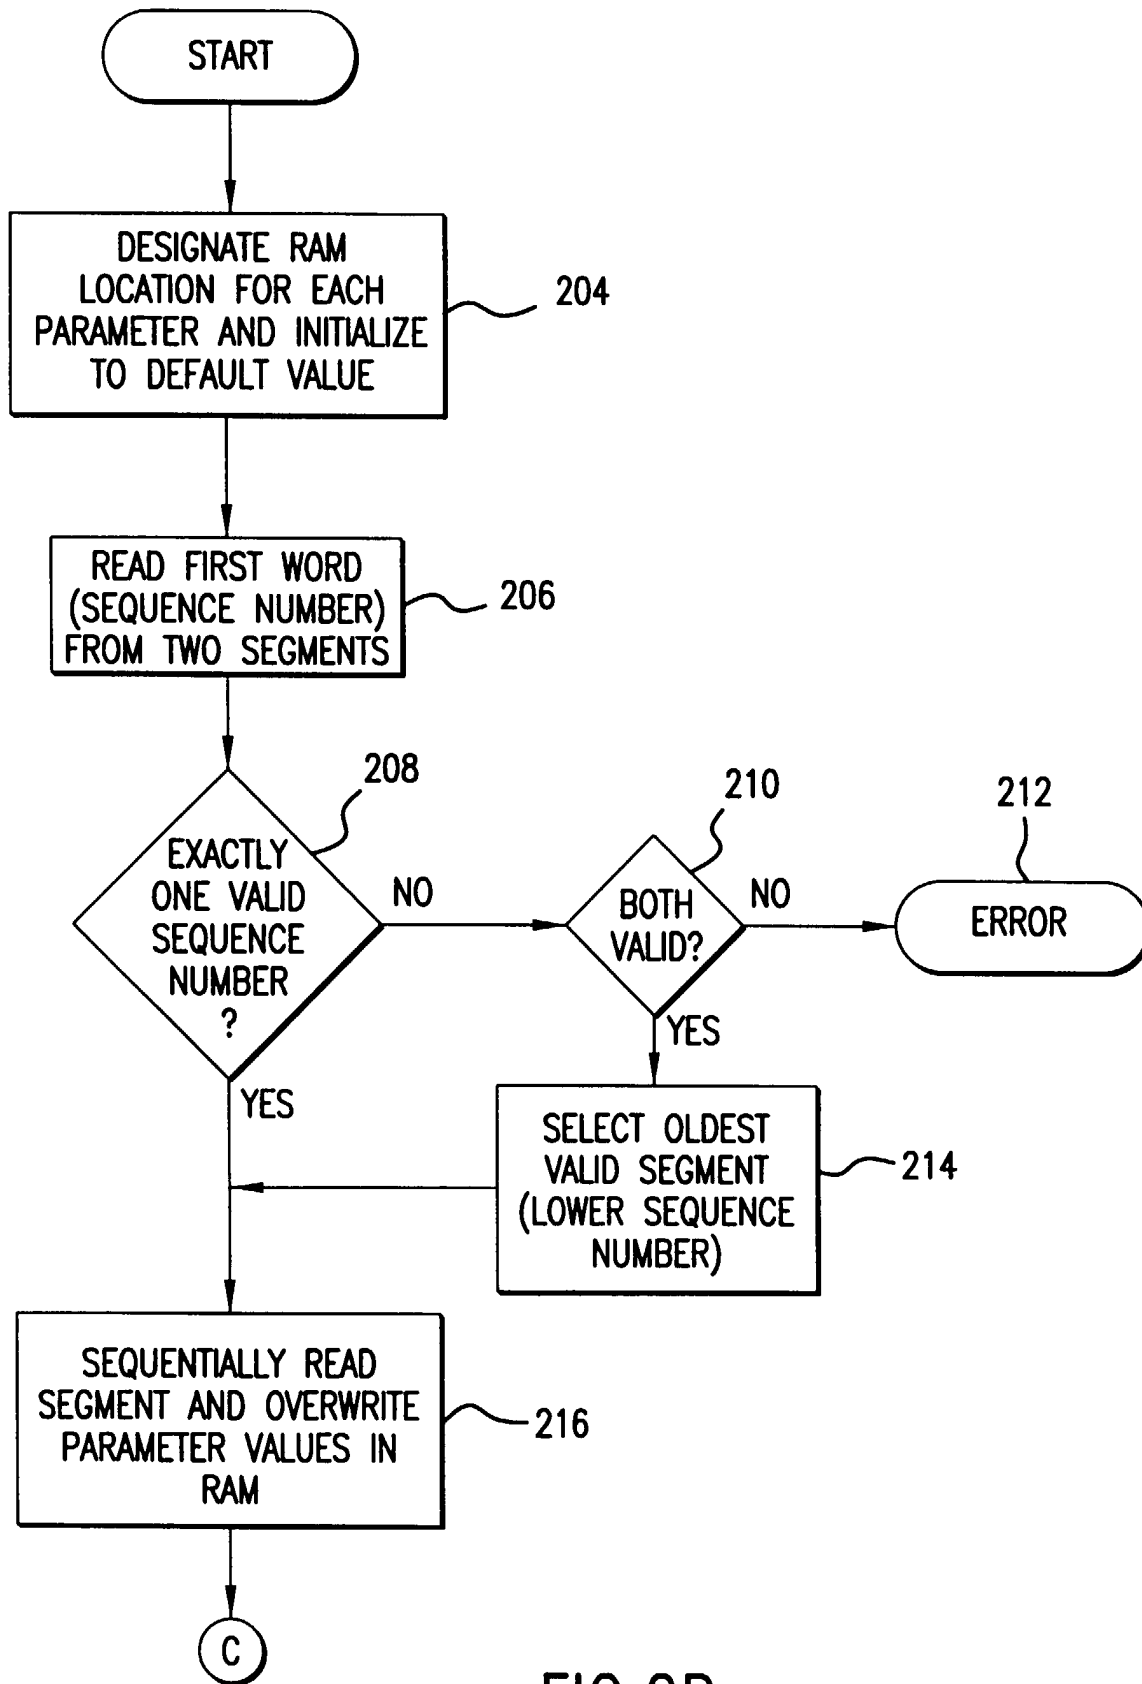 START
DESIGNATE RAM
LOCATION FOR EACH
PARAMETER AND INITIALIZE
TO DEFAULT VALUE
204
READ FIRST WORD
(SEQUENCE NUMBER)
FROM TWO SEGMENTS
206
208
EXACTLY
ONE VALID
SEQUENCE
NUMBER
?
NO
YES
210
BOTH
VALID?
NO
YES
212
ERROR
SELECT OLDEST
VALID SEGMENT
(LOWER SEQUENCE
NUMBER)
214
SEQUENTIALLY READ
SEGMENT AND OVERWRITE
PARAMETER VALUES IN
RAM
216
C